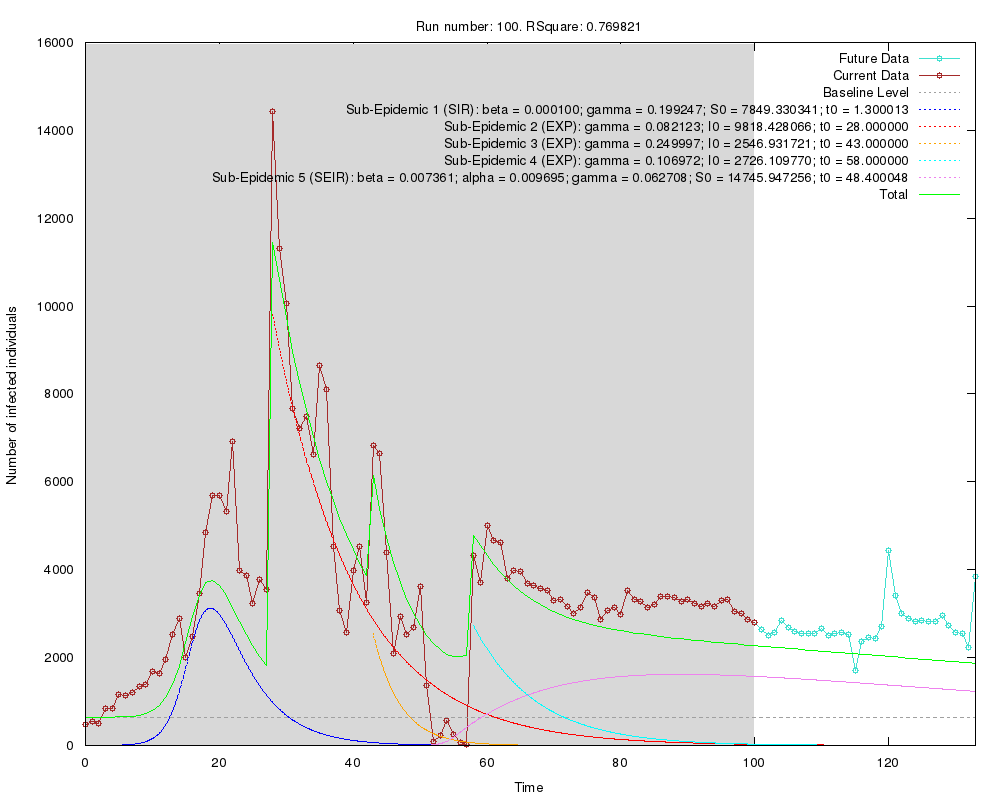 Run number: 100. RSquare: 0.769821
16000
14000
12000
10000
8000
6000
4000
2000
0
Number of infected individuals
Future Data
Current Data
Baseline Level
Sub-Epidemic 1 (SIR): beta = 0.000100; gamma = 0.199247; S0 = 7849.330341; t0 = 1.300013
Sub-Epidemic 2 (EXP): gamma = 0.082123; I0 = 9818.428066; t0 = 28.000000
Sub-Epidemic 3 (EXP): gamma = 0.249997; I0 = 2546.931721; t0 = 43.000000
Sub-Epidemic 4 (EXP): gamma = 0.106972; I0 = 2726.109770; t0 = 58.000000
Sub-Epidemic 5 (SEIR): beta = 0.007361; alpha = 0.009695; gamma = 0.062708; S0 = 14745.947256; t0 = 48.400048
Total
0 20 40 60 80 100 120
Time